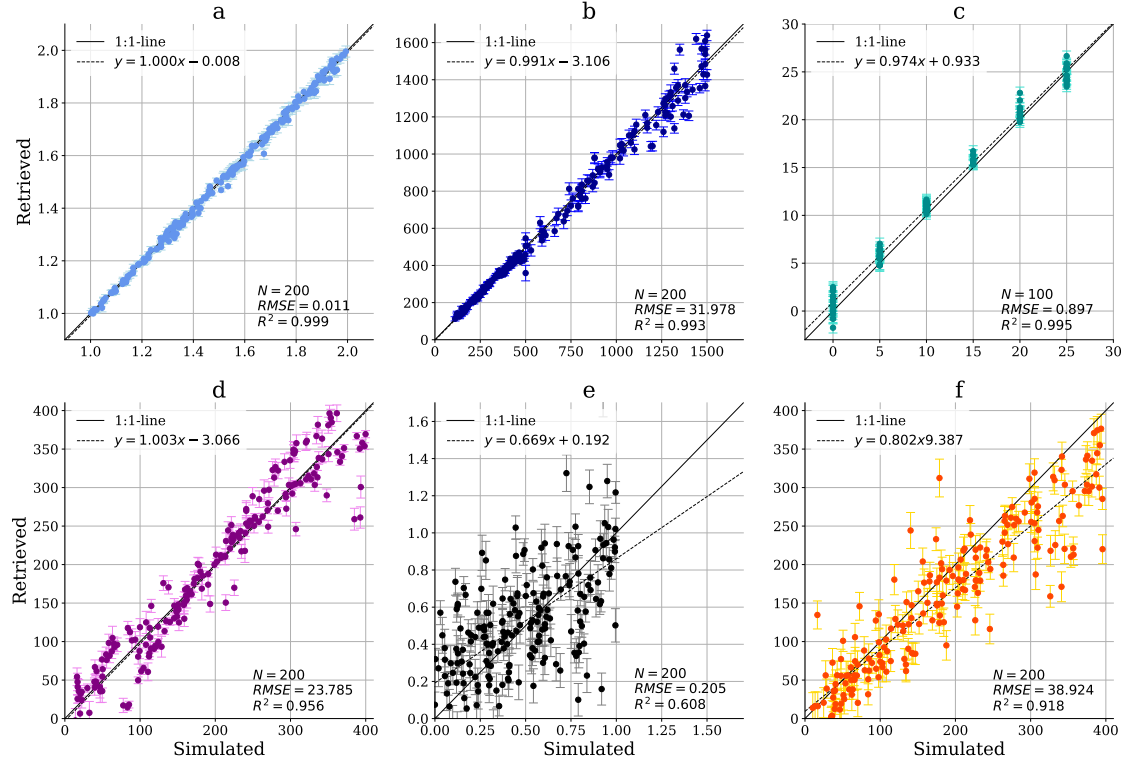 a
1:1-line
y = 1.000x − 0.008
Retrieved
2.0
1.8
1.6
1.4
1.2
1.0
N = 200
RMSE = 0.011
R² = 0.999
1.0 1.2 1.4 1.6 1.8 2.0
b
1:1-line
y = 0.991x − 3.106
1600
1400
1200
1000
800
600
400
200
0
N = 200
RMSE = 31.978
R² = 0.993
0 250 500 750 1000 1250 1500
c
1:1-line
y = 0.974x + 0.933
30
25
20
15
10
5
0
N = 100
RMSE = 0.897
R² = 0.995
0 5 10 15 20 25 30
d
1:1-line
y = 1.003x − 3.066
Retrieved
400
350
300
250
200
150
100
50
0
N = 200
RMSE = 23.785
R² = 0.956
0 100 200 300 400
Simulated
e
1:1-line
y = 0.669x + 0.192
1.6
1.4
1.2
1.0
0.8
0.6
0.4
0.2
0.0
N = 200
RMSE = 0.205
R² = 0.608
0.00 0.25 0.50 0.75 1.00 1.25 1.50
Simulated
f
1:1-line
y = 0.802x9.387
400
350
300
250
200
150
100
50
0
N = 200
RMSE = 38.924
R² = 0.918
0 100 200 300 400
Simulated